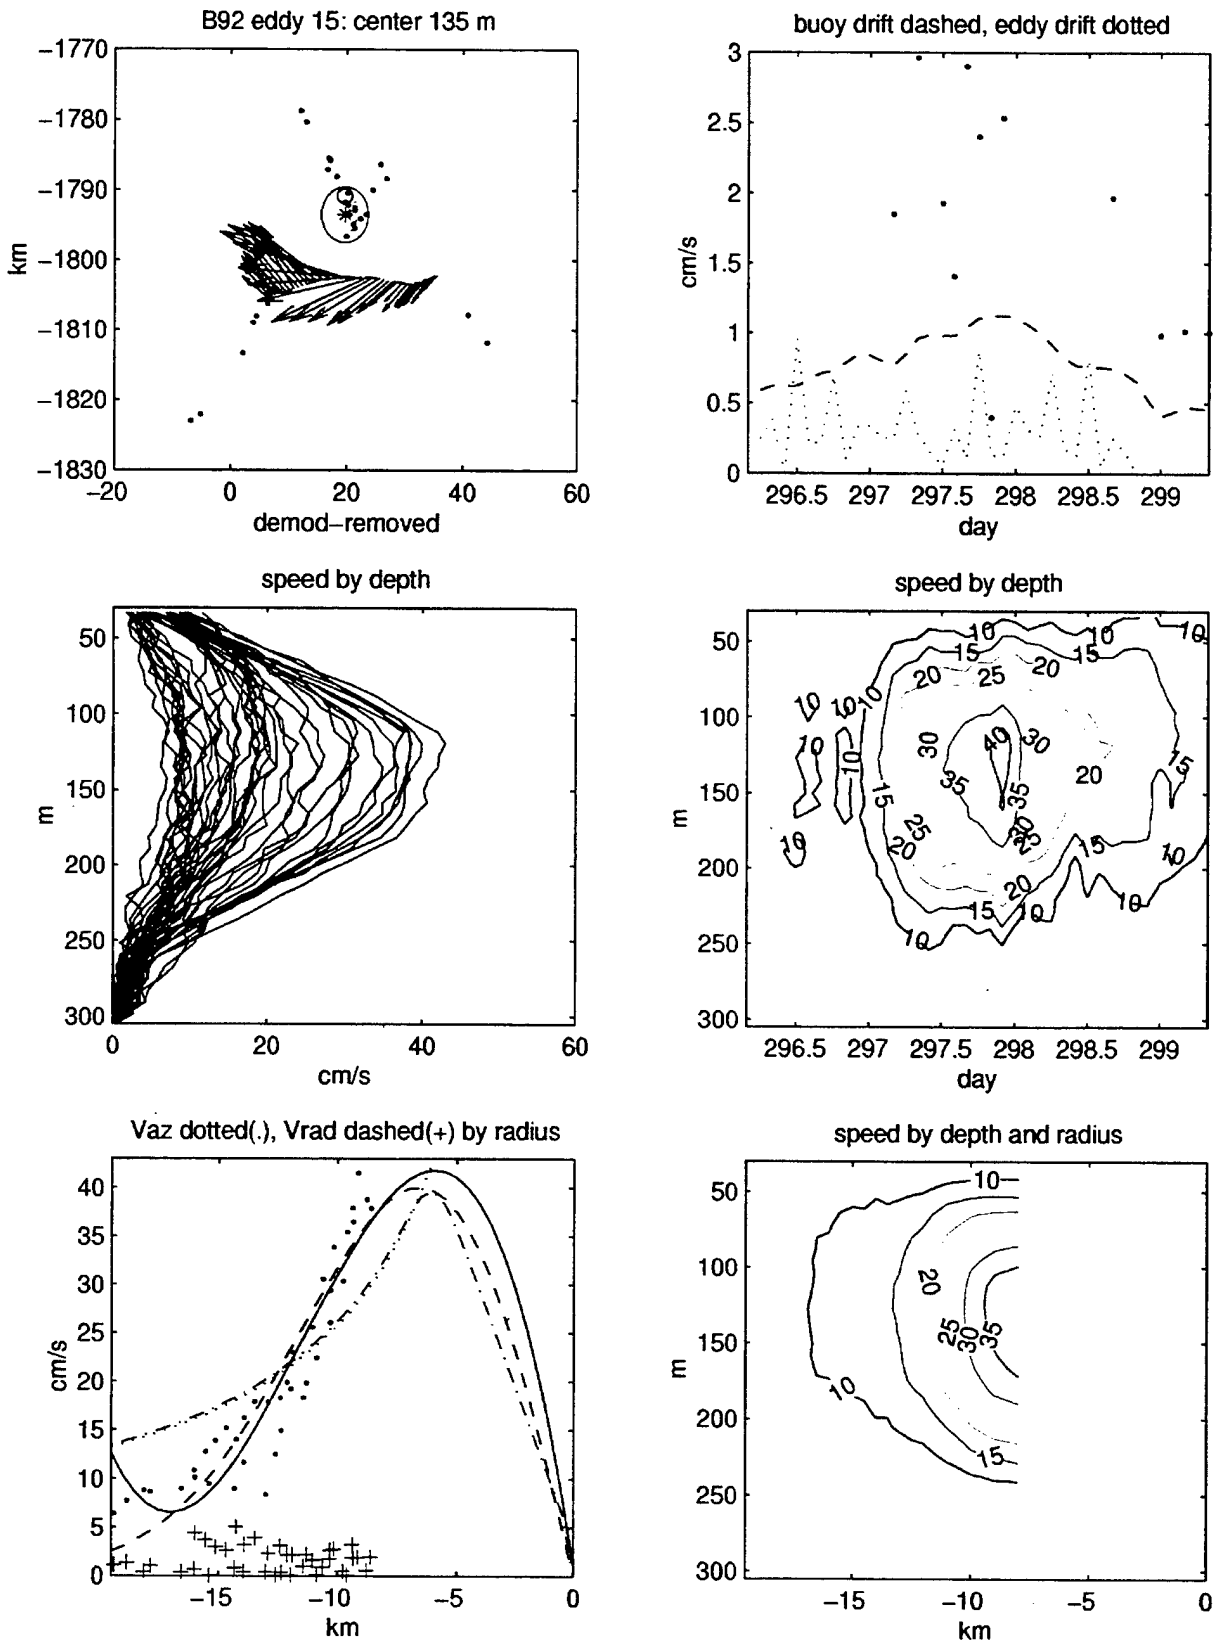 B92 eddy 15: center 135 m
−1770
−1780
−1790
−1800
−1810
−1820
−1830
km
−20 0 20 40 60
demod−removed
buoy drift dashed, eddy drift dotted
3
2.5
2
1.5
1
0.5
0
cm/s
296.5 297 297.5 298 298.5 299
day
speed by depth
50
100
150
200
250
300
m
0 20 40 60
cm/s
speed by depth
50
100
150
200
250
300
m
10 10 10
15 15
20 25 20
10 10 10
10 10
30 40 30
15 35 35 20 15
25 30 25
10 20 15 10
20
15 10 10
10
296.5 297 297.5 298 298.5 299
day
Vaz dotted(.), Vrad dashed(+) by radius
40
35
30
25
20
15
10
5
0
cm/s
−15 −10 −5 0
km
speed by depth and radius
50
100
150
200
250
300
m
10
20
25 30 35
10
15
−15 −10 −5 0
km